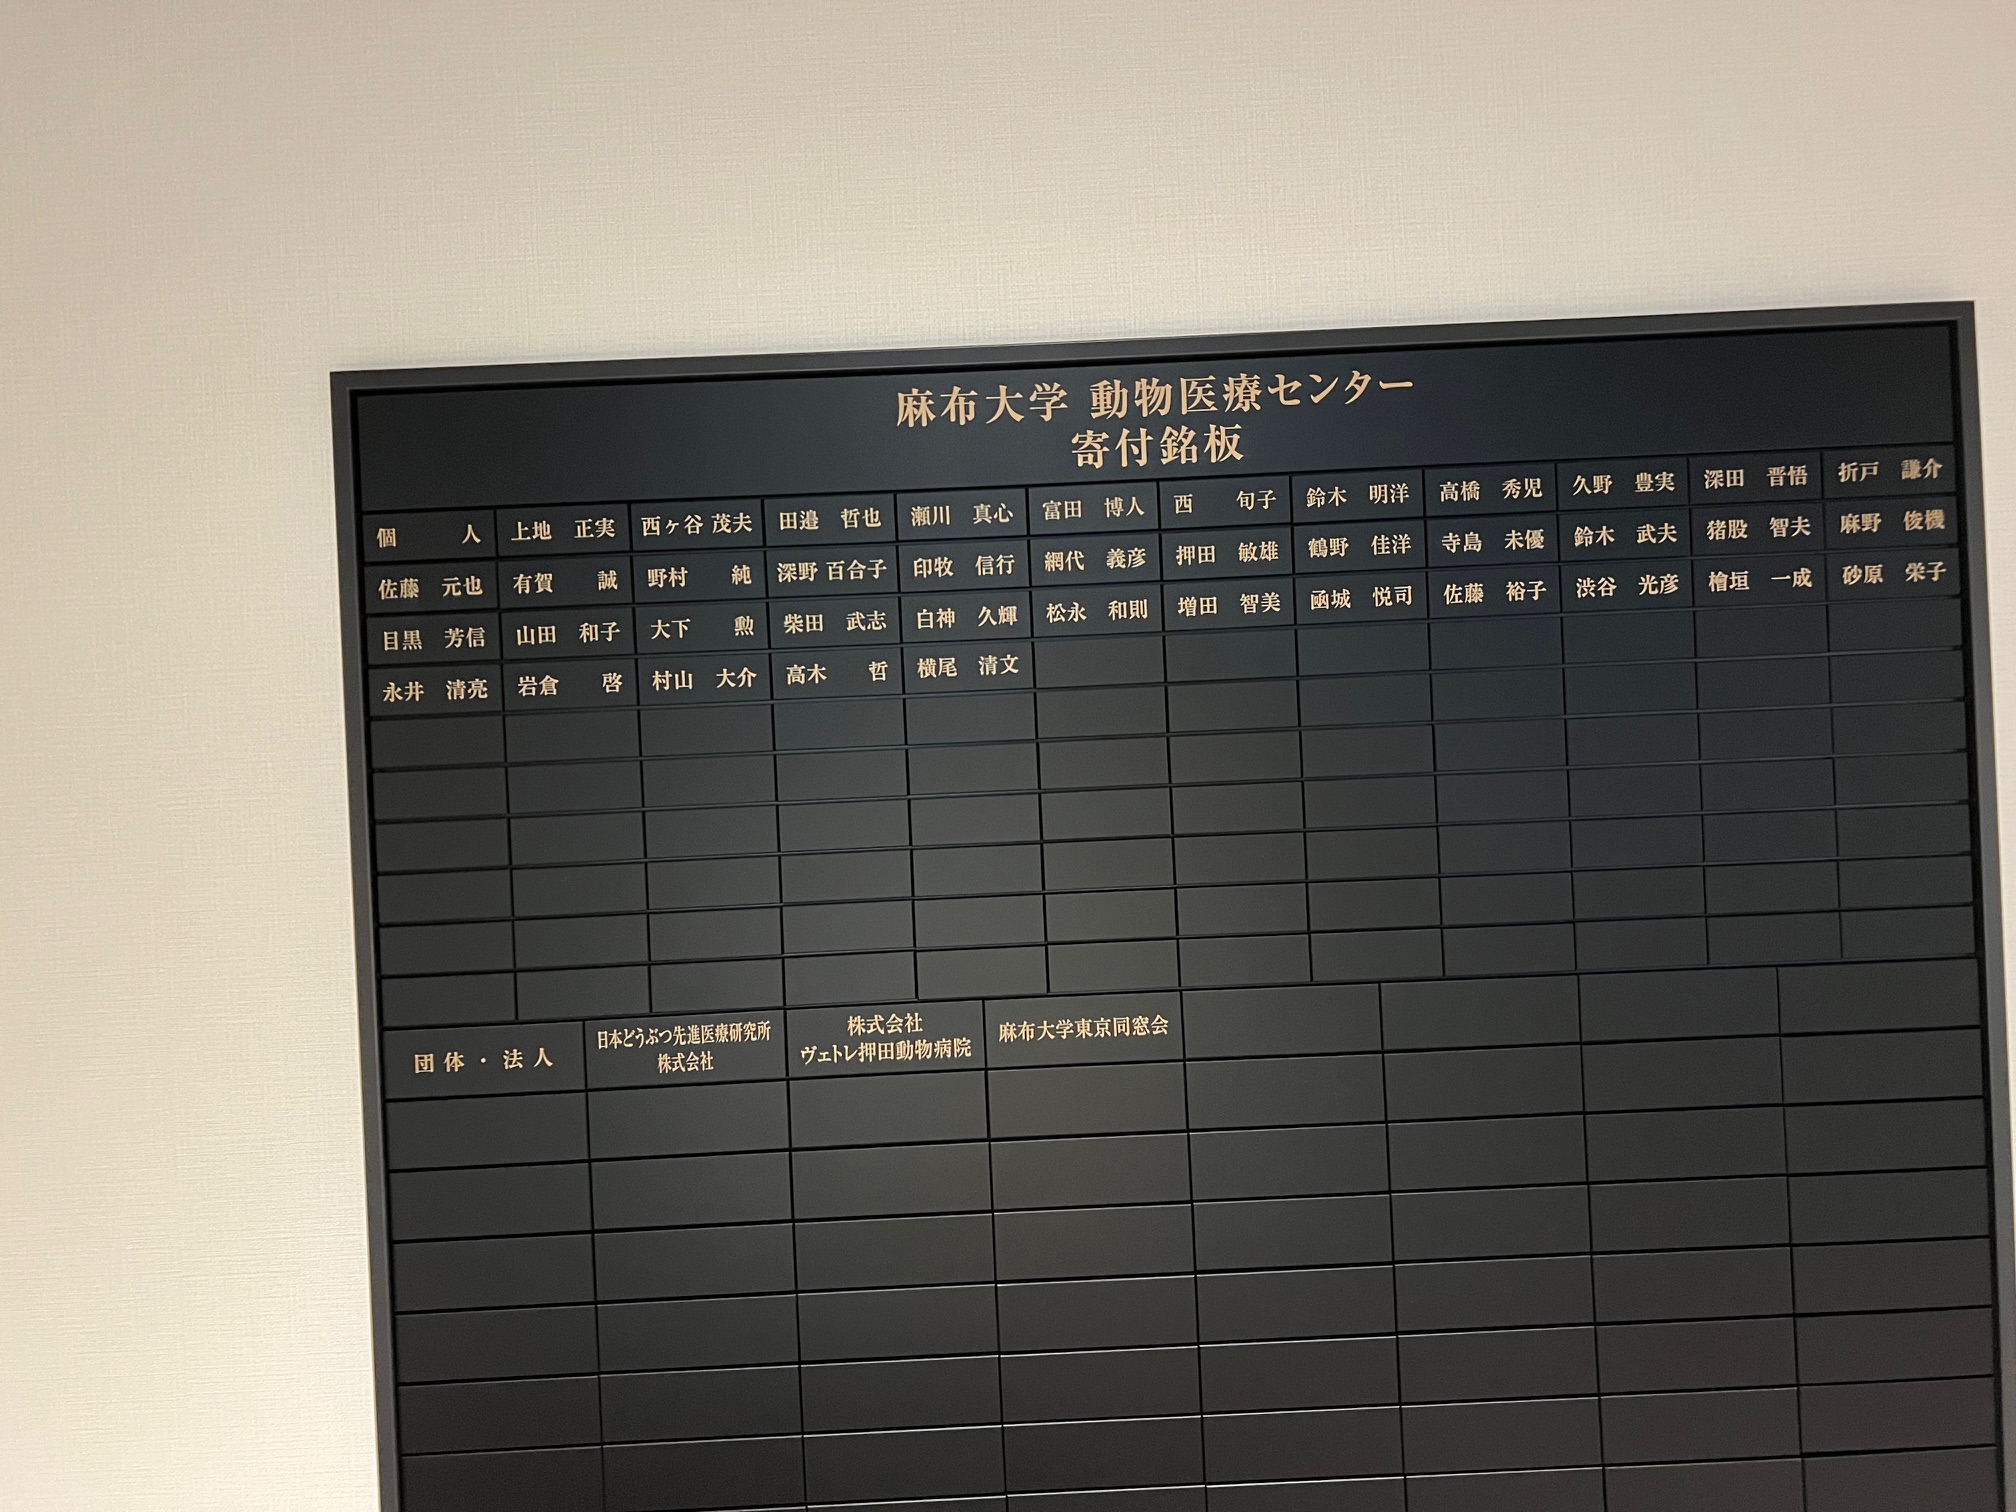 麻布大学 動物医療センター
寄付銘板
個 人 上地 正実 西ヶ谷 茂夫 田邉 哲也 瀬川 真心 富田 博人 西 旬子 鈴木 明洋 高橋 秀児 久野 豊実 深田 晋悟 折戸 謙介
佐藤 元也 有賀 誠 野村 純 深野 百合子 印牧 信行 網代 義彦 押田 敏雄 鶴野 佳洋 寺島 未優 鈴木 武夫 猪股 智夫 麻野 俊機
目黒 芳信 山田 和子 大下 勲 柴田 武志 白神 久輝 松永 和則 増田 智美 凾城 悦司 佐藤 裕子 渋谷 光彦 檜垣 一成 砂原 栄子
永井 清亮 岩倉 啓 村山 大介 高木 哲 横尾 清文
団体・法人
日本どうぶつ先進医療研究所
株式会社
株式会社
ヴェトレ押田動物病院
麻布大学東京同窓会